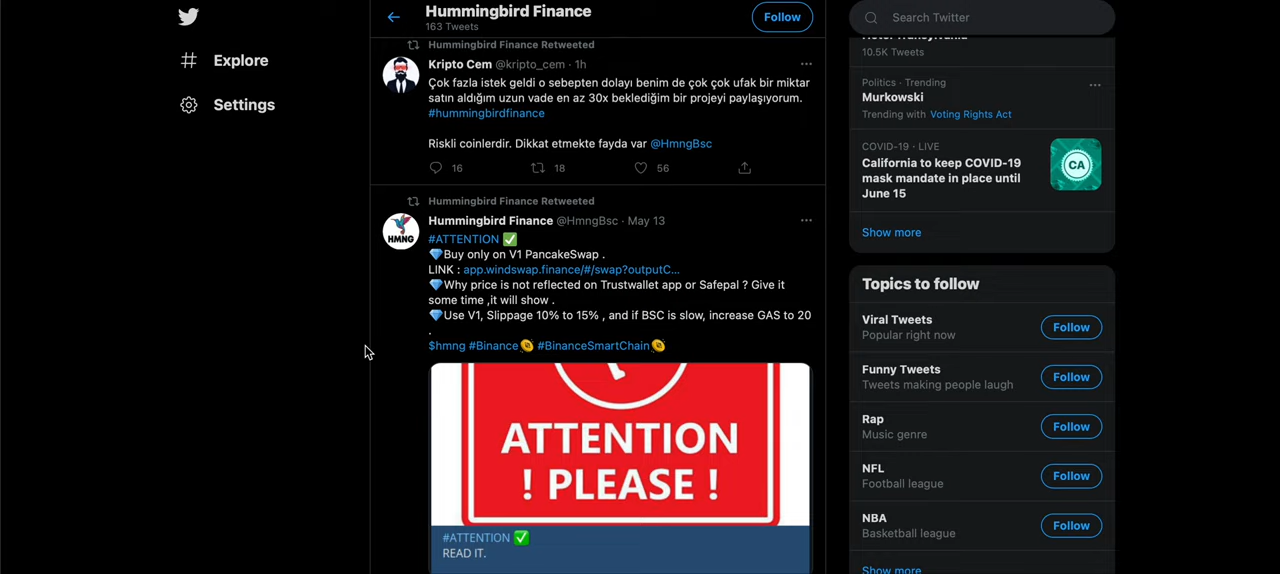 Explore
Settings
Hummingbird Finance
163 Tweets
Follow
Hummingbird Finance Retweeted
Kripto Cem @kripto_cem · 1h
Çok fazla istek geldi o sebepten dolayı benim de çok çok ufak bir miktar
satın aldığım uzun vade en az 30x beklediğim bir projeyi paylaşıyorum.
#hummingbirdfinance
Riskli coinlerdir. Dikkat etmekte fayda var @HmngBsc
16 18 56
Hummingbird Finance Retweeted
Hummingbird Finance @HmngBsc · May 13
HMNG
#ATTENTION ✅
💎Buy only on V1 PancakeSwap .
LINK : app.windswap.finance/#/swap?outputC...
💎Why price is not reflected on Trustwallet app or Safepal ? Give it
some time ,it will show .
💎Use V1, Slippage 10% to 15% , and if BSC is slow, increase GAS to 20
.
$hmng #Binance #BinanceSmartChain
ATTENTION
! PLEASE !
#ATTENTION ✅
READ IT.
Search Twitter
10.5K Tweets
Politics · Trending
Murkowski
Trending with Voting Rights Act
COVID-19 · LIVE
California to keep COVID-19
mask mandate in place until
June 15
CA
Show more
Topics to follow
Viral Tweets
Popular right now
Follow
Funny Tweets
Tweets making people laugh
Follow
Rap
Music genre
Follow
NFL
Football league
Follow
NBA
Basketball league
Follow
Show more